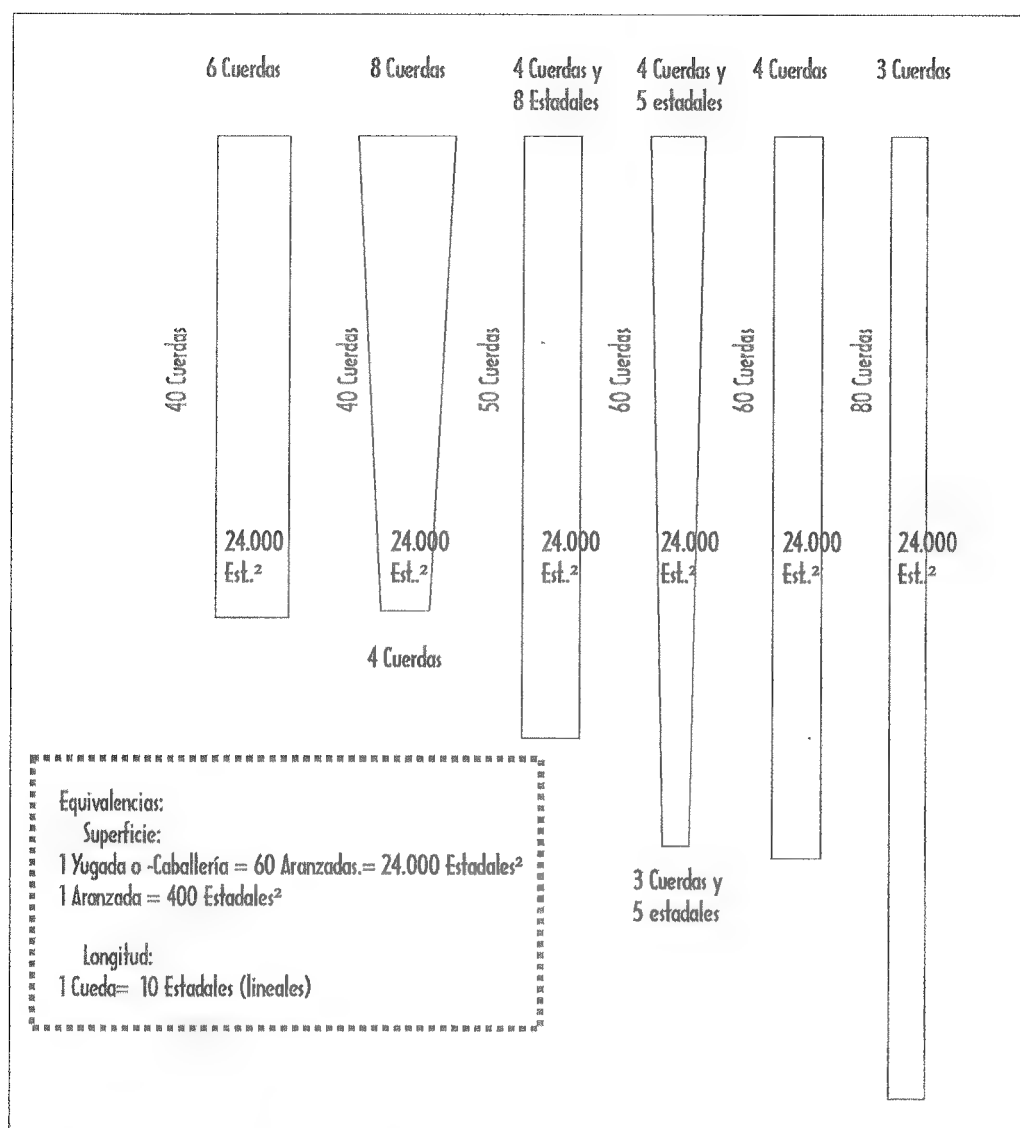 6 Cuerdas
8 Cuerdas
4 Cuerdas y
8 Estadales
4 Cuerdas y
5 estadales
4 Cuerdas
3 Cuerdas
40 Cuerdas
40 Cuerdas
50 Cuerdas
60 Cuerdas
60 Cuerdas
80 Cuerdas
24.000
Est.²
24.000
Est.²
24.000
Est.²
24.000
Est.²
24.000
Est.²
24.000
Est.²
4 Cuerdas
3 Cuerdas y
5 estadales
Equivalencias:
Superficie:
1 Yugada o -Caballería = 60 Aranzadas.= 24.000 Estadales²
1 Aranzada = 400 Estadales²
Longitud:
1 Cueda= 10 Estadales (lineales)